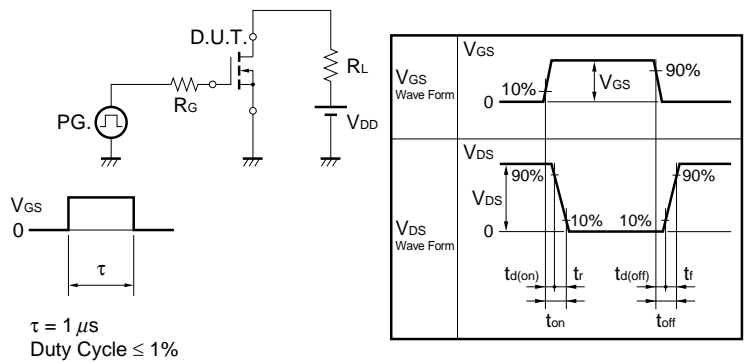 D.U.T.
RL
RG
PG.
VDD
VGS
0
τ
τ = 1 μs
Duty Cycle ≤ 1%
VGS
Wave Form
VGS
10%
VGS
90%
0
VDS
Wave Form
VDS
90%
VDS
10%
10%
90%
0
td(on)
tr
td(off)
tf
ton
toff